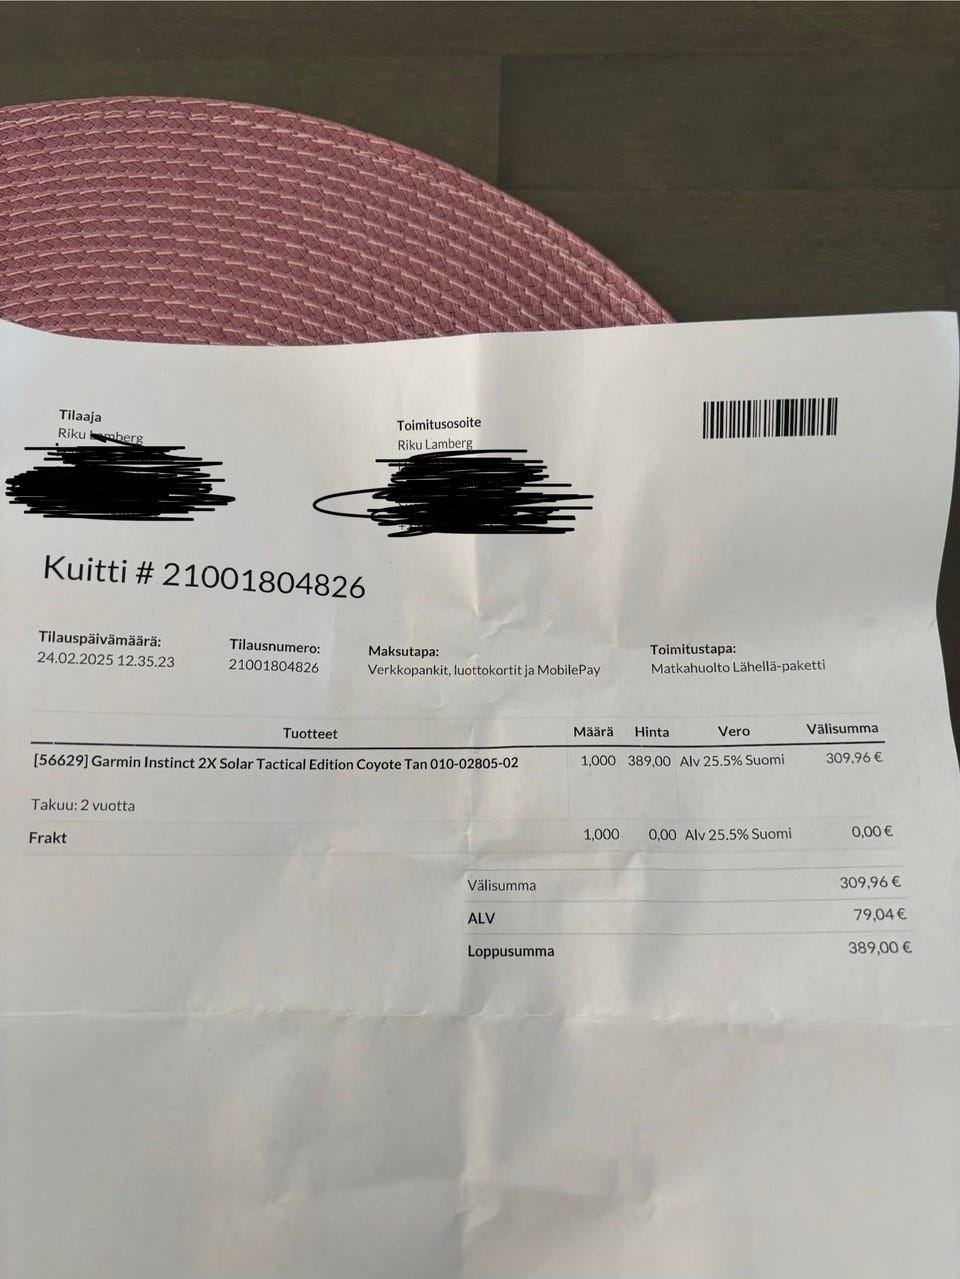 Tilaaja
Riku Lamberg
Toimitusosoite
Riku Lamberg
Kuitti # 21001804826
Tilauspäivämäärä:
24.02.2025 12.35.23
Tilausnumero:
21001804826
Maksutapa:
Verkkopankit, luottokortit ja MobilePay
Toimitustapa:
Matkahuolto Lähellä-paketti
Tuotteet Määrä Hinta Vero Välisumma
[56629] Garmin Instinct 2X Solar Tactical Edition Coyote Tan 010-02805-02 1,000 389,00 Alv 25.5% Suomi 309,96 €
Takuu: 2 vuotta
Frakt 1,000 0,00 Alv 25.5% Suomi 0,00 €
Välisumma 309,96 €
ALV 79,04 €
Loppusumma 389,00 €